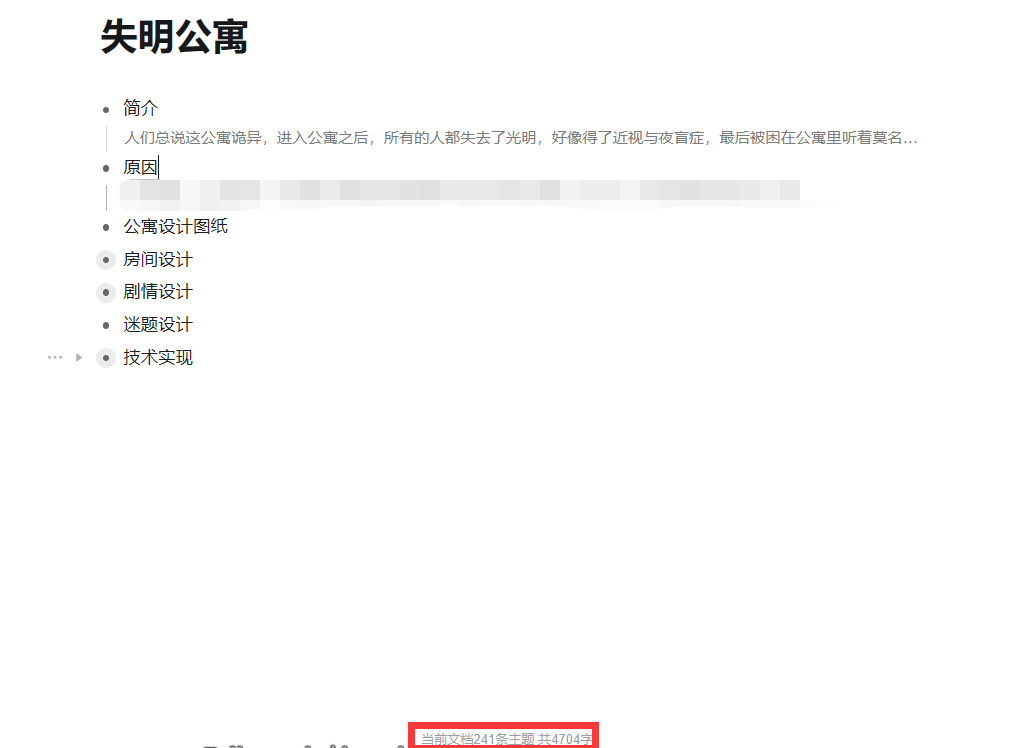 失明公寓
简介
人们总说这公寓诡异，进入公寓之后，所有的人都失去了光明，好像得了近视与夜盲症，最后被困在公寓里听着莫名…
原因
公寓设计图纸
房间设计
剧情设计
迷题设计
技术实现
当前文档241条主题 共4704字